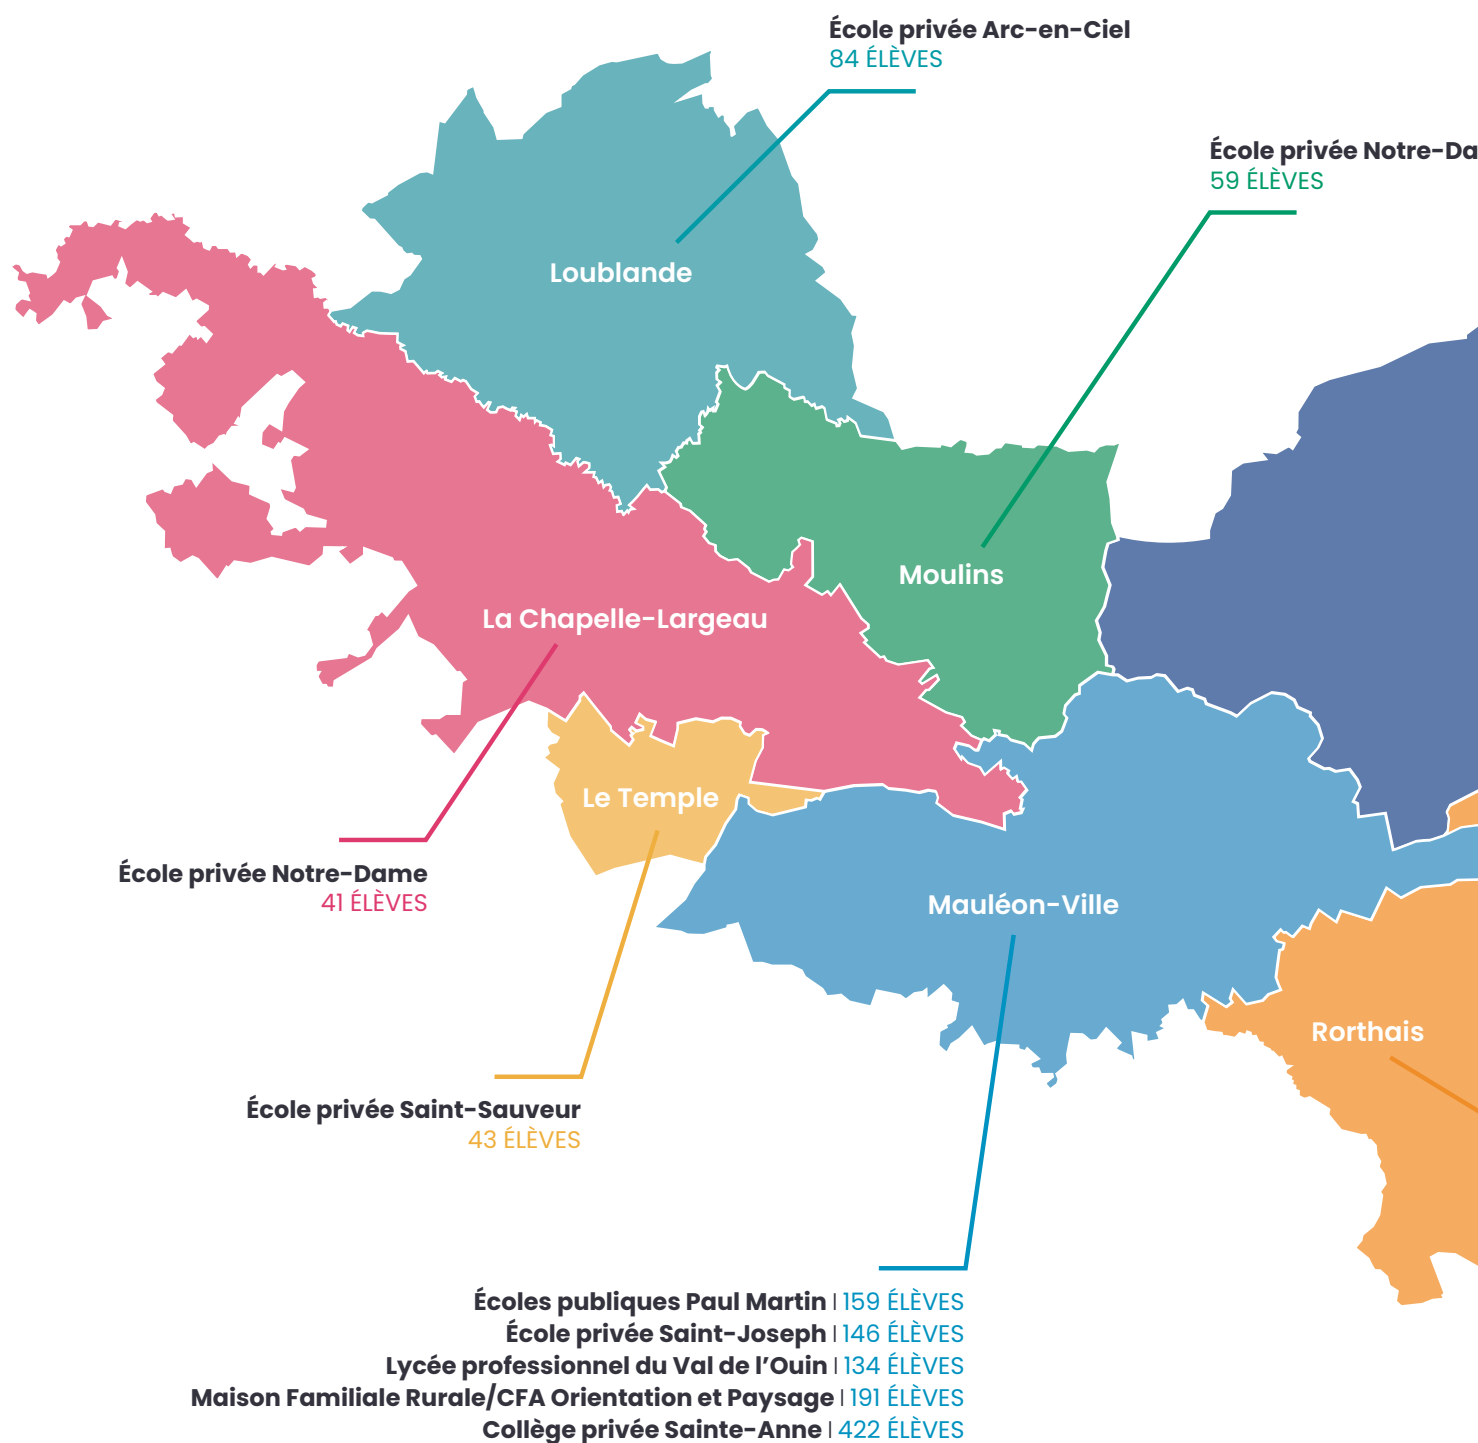 École privée Arc-en-Ciel
84 ÉLÈVES
École privée Notre-Da
59 ÉLÈVES
Loublande
Moulins
La Chapelle-Largeau
Le Temple
École privée Notre-Dame
41 ÉLÈVES
Mauléon-Ville
Rorthais
École privée Saint-Sauveur
43 ÉLÈVES
Écoles publiques Paul Martin | 159 ÉLÈVES
École privée Saint-Joseph | 146 ÉLÈVES
Lycée professionnel du Val de l’Ouin | 134 ÉLÈVES
Maison Familiale Rurale/CFA Orientation et Paysage | 191 ÉLÈVES
Collège privée Sainte-Anne | 422 ÉLÈVES